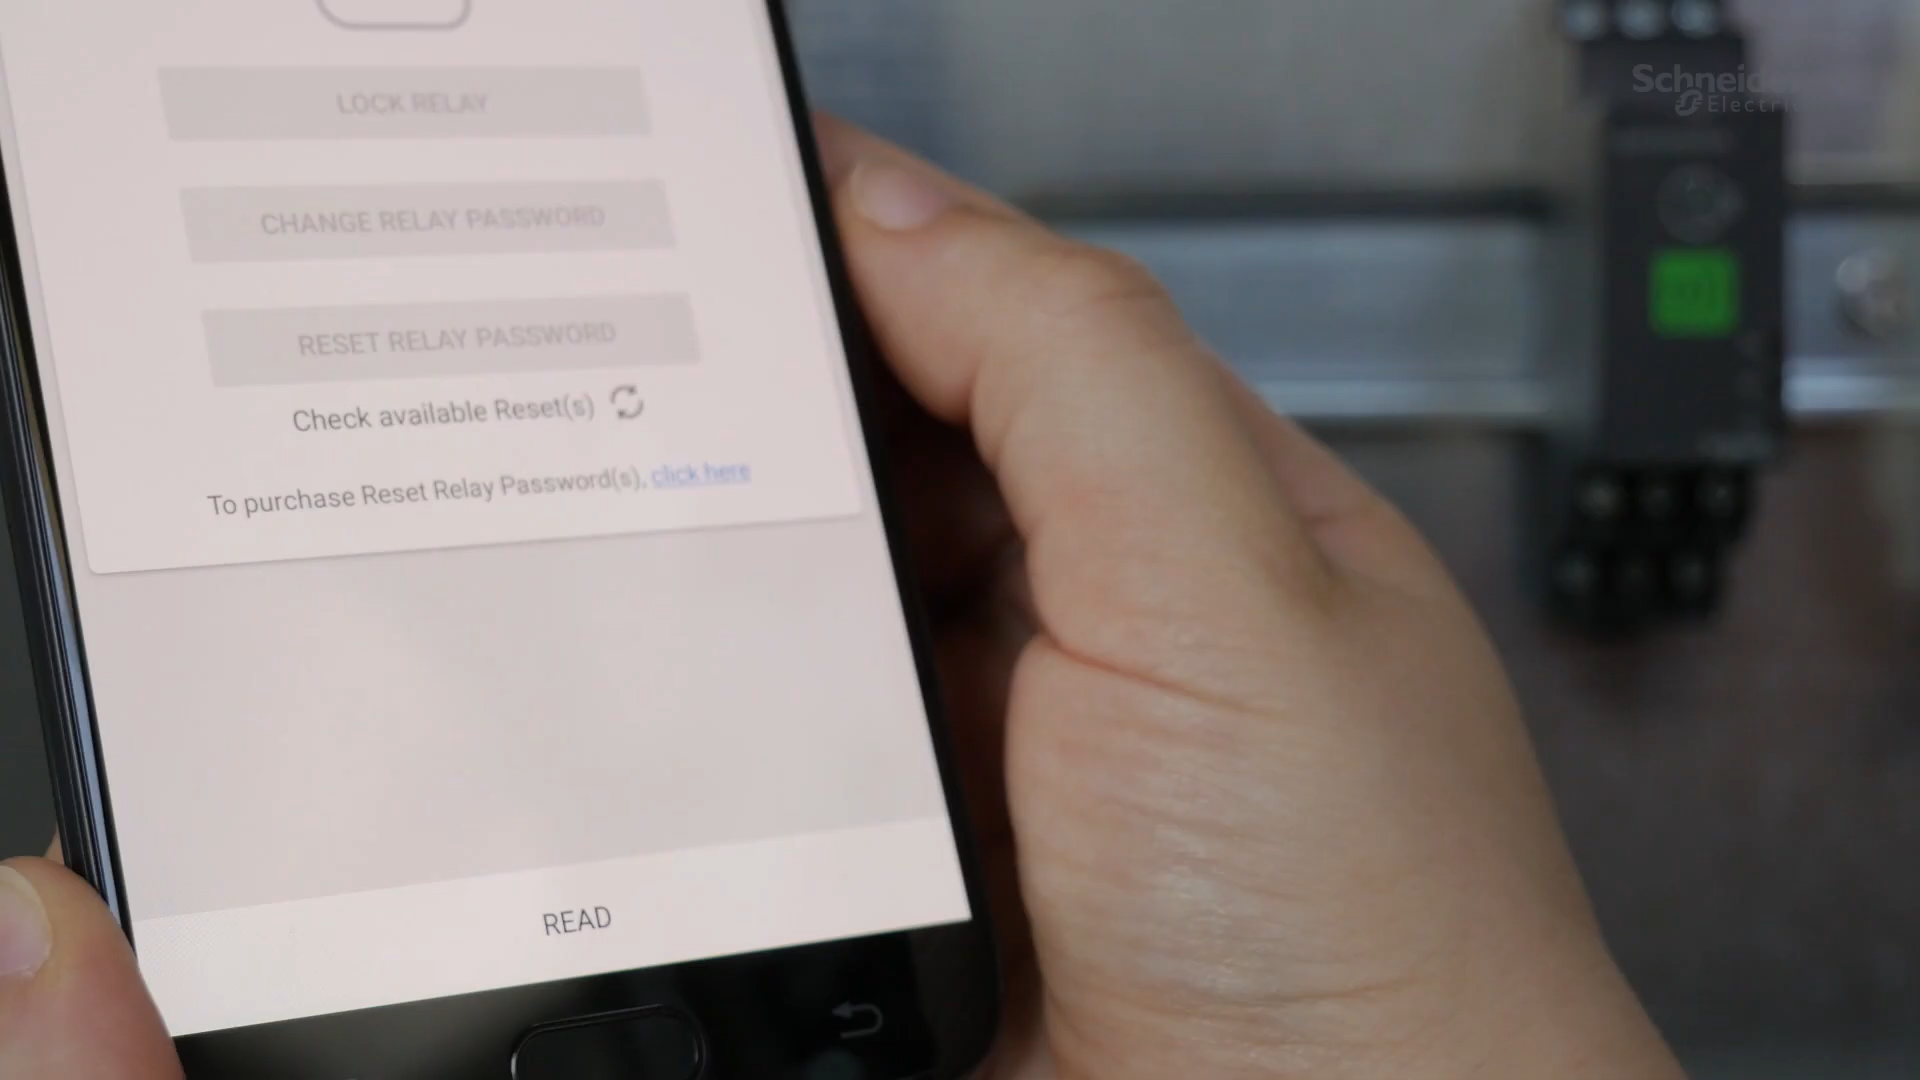 Schneider
Electric
LOCK RELAY
CHANGE RELAY PASSWORD
RESET RELAY PASSWORD
Check available Reset(s)
To purchase Reset Relay Password(s), click here
READ